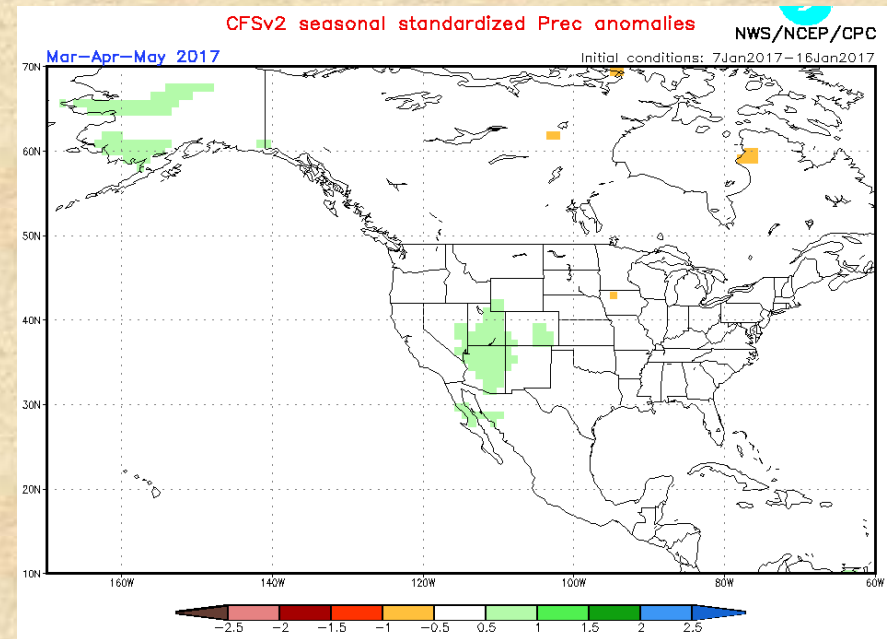 CFSv2 seasonal standardized Prec anomalies
NWS/NCEP/CPC
Mar-Apr-May 2017
Initial conditions: 7Jan2017-16Jan2017
70N
60N
50N
40N
30N
20N
10N
160W 140W 120W 100W 80W 60W
-2.5 -2 -1.5 -1 -0.5 0.5 1 1.5 2 2.5